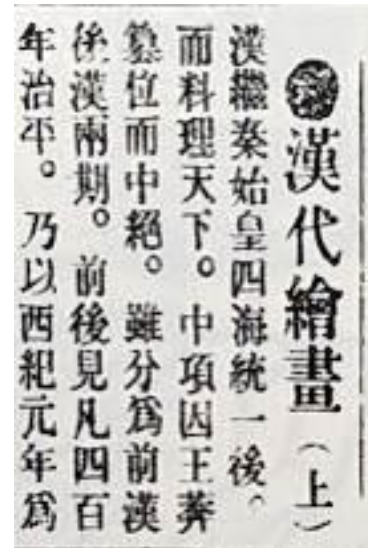 漢代繪畫(上)
漢繼秦始皇四海統一後。
而料理天下。中項因王莽
篡位而中絕。雖分爲前漢
後漢兩期。前後見凡四百
年治平。乃以西紀元年爲